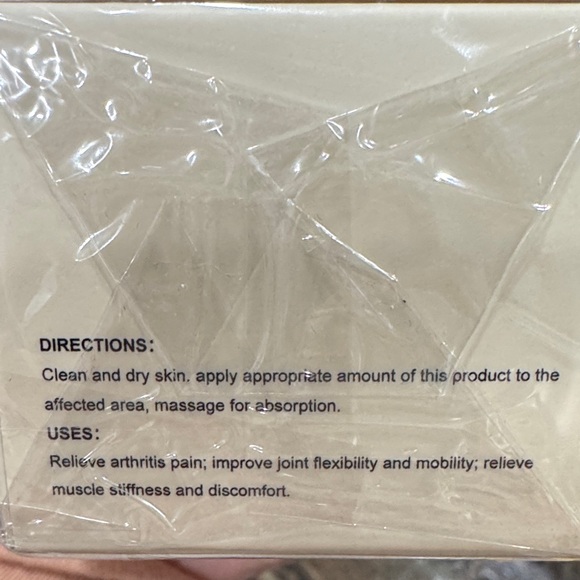 DIRECTIONS:
Clean and dry skin. apply appropriate amount of this product to the
affected area, massage for absorption.
USES:
Relieve arthritis pain; improve joint flexibility and mobility; relieve
muscle stiffness and discomfort.